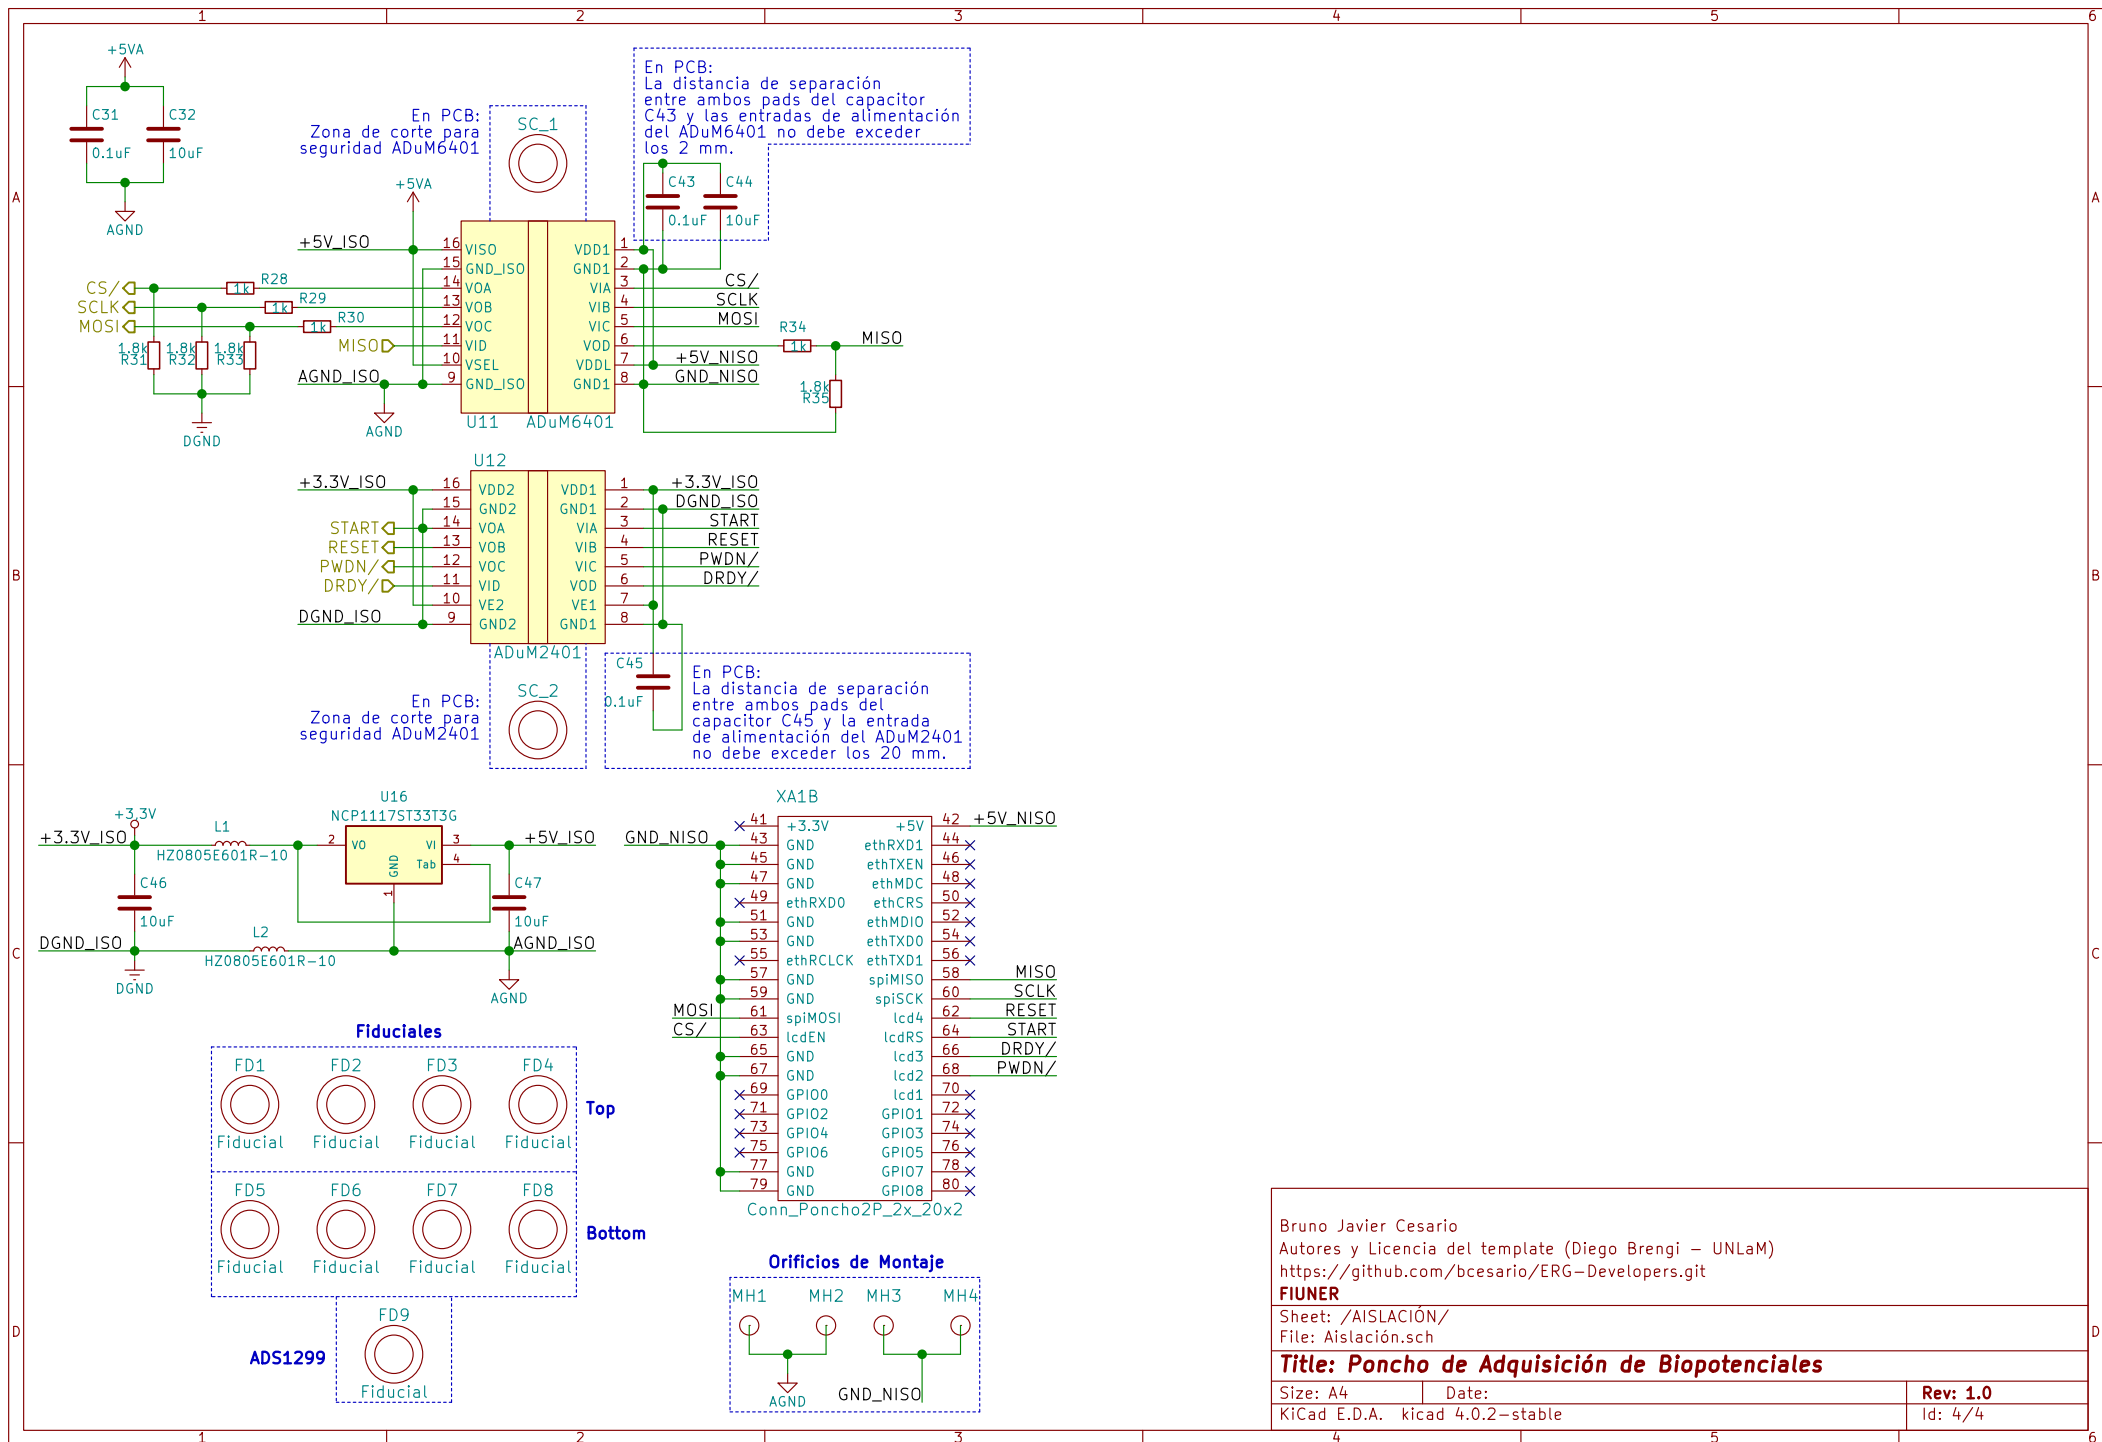 1 2 3 4 5 6
A
B
C
D
+5VA
C31
0.1uF
C32
10uF
AGND
En PCB:
Zona de corte para
seguridad ADuM6401
SC_1
En PCB:
La distancia de separación
entre ambos pads del capacitor
C43 y las entradas de alimentación
del ADuM6401 no debe exceder
los 2 mm.
C43
0.1uF
C44
10uF
+5VA
+5V_ISO
CS/
SCLK
MOSI
MISO
R28
1k
R29
1k
R30
1k
1.8k
R31
1.8k
R32
1.8k
R33
DGND
AGND_ISO
AGND
16 VISO
15 GND_ISO
14 VOA
13 VOB
12 VOC
11 VID
10 VSEL
9 GND_ISO
VDD1 1
GND1 2
VIA 3
VIB 4
VIC 5
VOD 6
VDDL 7
GND1 8
U11
ADuM6401
CS/
SCLK
MOSI
+5V_NISO
GND_NISO
R34
1k
MISO
1.8k
R35
U12
+3.3V_ISO
START
RESET
PWDN/
DRDY/
DGND_ISO
16 VDD2
15 GND2
14 VOA
13 VOB
12 VOC
11 VID
10 VE2
9 GND2
VDD1 1
GND1 2
VIA 3
VIB 4
VIC 5
VOD 6
VE1 7
GND1 8
+3.3V_ISO
DGND_ISO
START
RESET
PWDN/
DRDY/
ADuM2401
C45
0.1uF
En PCB:
Zona de corte para
seguridad ADuM2401
SC_2
En PCB:
La distancia de separación
entre ambos pads del
capacitor C45 y la entrada
de alimentación del ADuM2401
no debe exceder los 20 mm.
U16
NCP1117ST33T3G
+3.3V
+3.3V_ISO
L1
HZ0805E601R-10
2 VO
VI 3
Tab 4
GND
1
+5V_ISO
C46
10uF
C47
10uF
DGND_ISO
L2
HZ0805E601R-10
AGND_ISO
DGND
AGND
XA1B
GND_NISO
MOSI
CS/
41 +3.3V
43 GND
45 GND
47 GND
49 ethRXD0
51 GND
53 GND
55 ethRCLCK
57 GND
59 GND
61 spiMOSI
63 lcdEN
65 GND
67 GND
69 GPIO0
71 GPIO2
73 GPIO4
75 GPIO6
77 GND
79 GND
+5V 42 +5V_NISO
ethRXD1 44
ethTXEN 46
ethMDC 48
ethCRS 50
ethMDIO 52
ethTXD0 54
ethTXD1 56
spiMISO 58 MISO
spiSCK 60 SCLK
lcd4 62 RESET
lcdRS 64 START
lcd3 66 DRDY/
lcd2 68 PWDN/
lcd1 70
GPIO1 72
GPIO3 74
GPIO5 76
GPIO7 78
GPIO8 80
Conn_Poncho2P_2x_20x2
Fiduciales
FD1 FD2 FD3 FD4
Fiducial Fiducial Fiducial Fiducial
Top
FD5 FD6 FD7 FD8
Fiducial Fiducial Fiducial Fiducial
Bottom
FD9
ADS1299
Fiducial
Orificios de Montaje
MH1 MH2 MH3 MH4
AGND
GND_NISO
Bruno Javier Cesario
Autores y Licencia del template (Diego Brengi – UNLaM)
https://github.com/bcesario/ERG-Developers.git
FIUNER
Sheet: /AISLACIÓN/
File: Aislación.sch
Title: Poncho de Adquisición de Biopotenciales
Size: A4 Date: Rev: 1.0
KiCad E.D.A. kicad 4.0.2-stable Id: 4/4
A
B
C
D
1 2 3 4 5 6